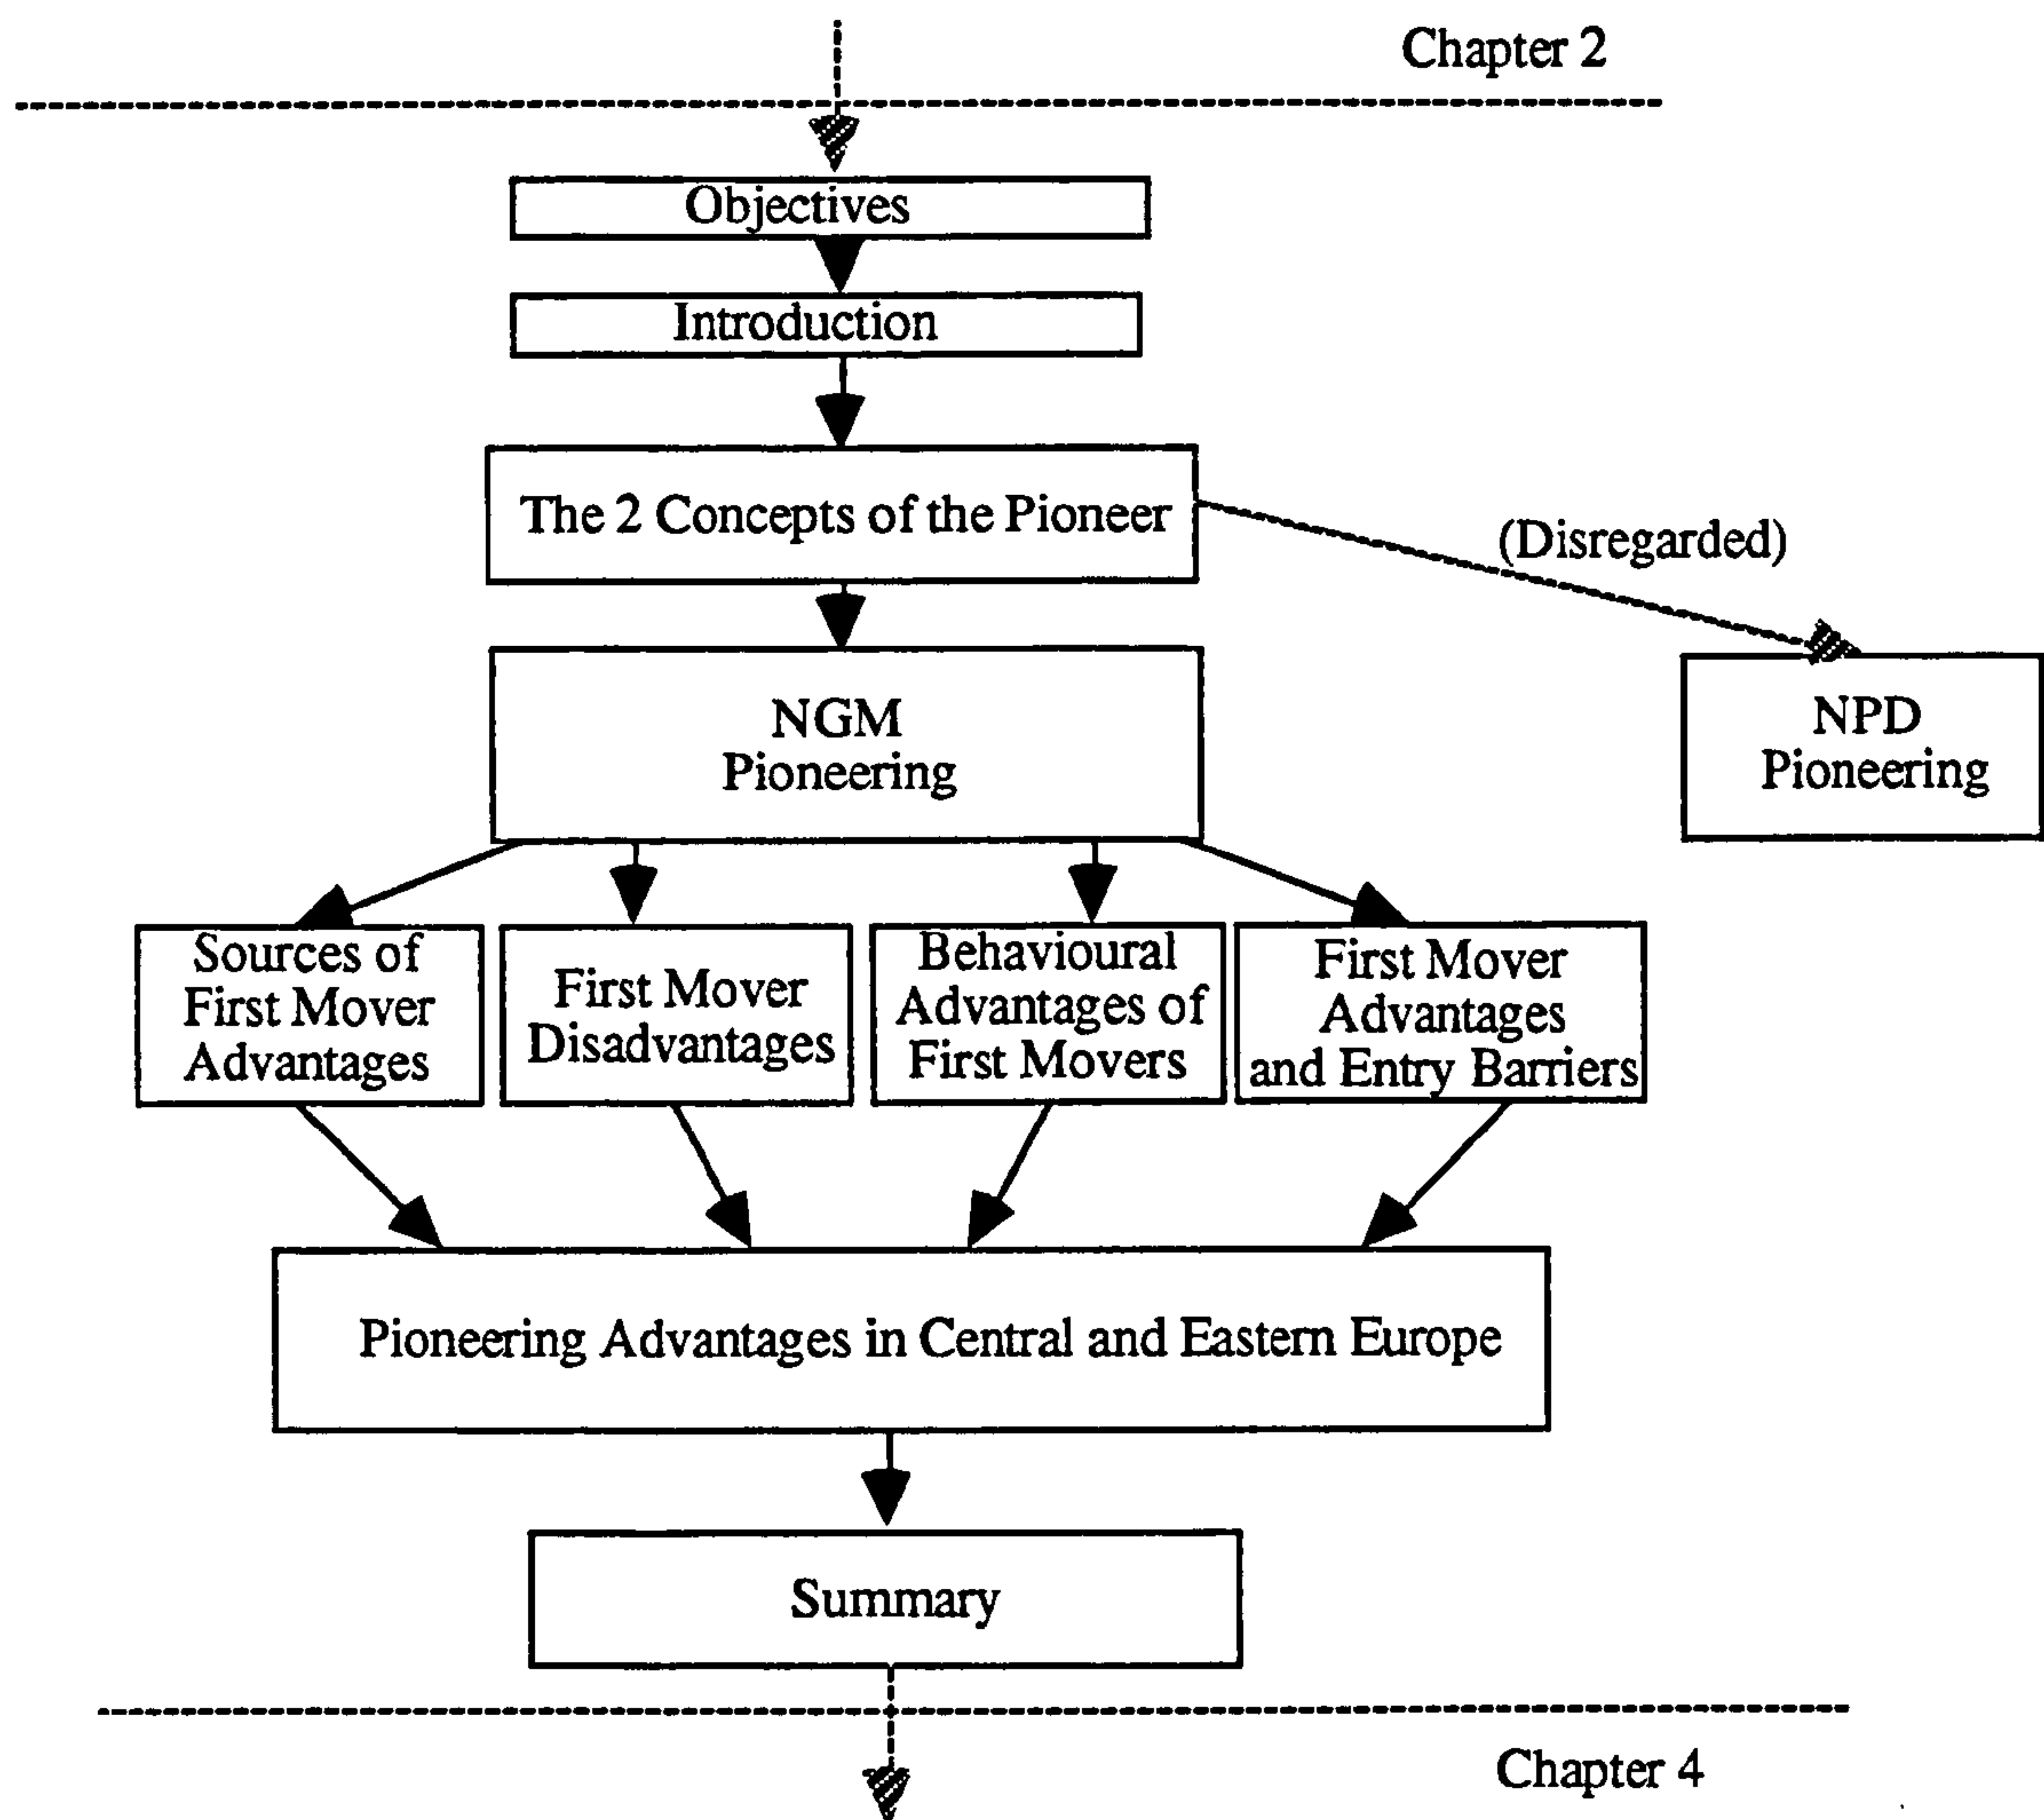 Chapter 2
Objectives
Introduction
The 2 Concepts of the Pioneer
(Disregarded)
NGM
Pioneering
NPD
Pioneering
Sources of
First Mover
Advantages
First Mover
Disadvantages
Behavioural
Advantages of
First Movers
First Mover
Advantages
and Entry Barriers
Pioneering Advantages in Central and Eastern Europe
Summary
Chapter 4